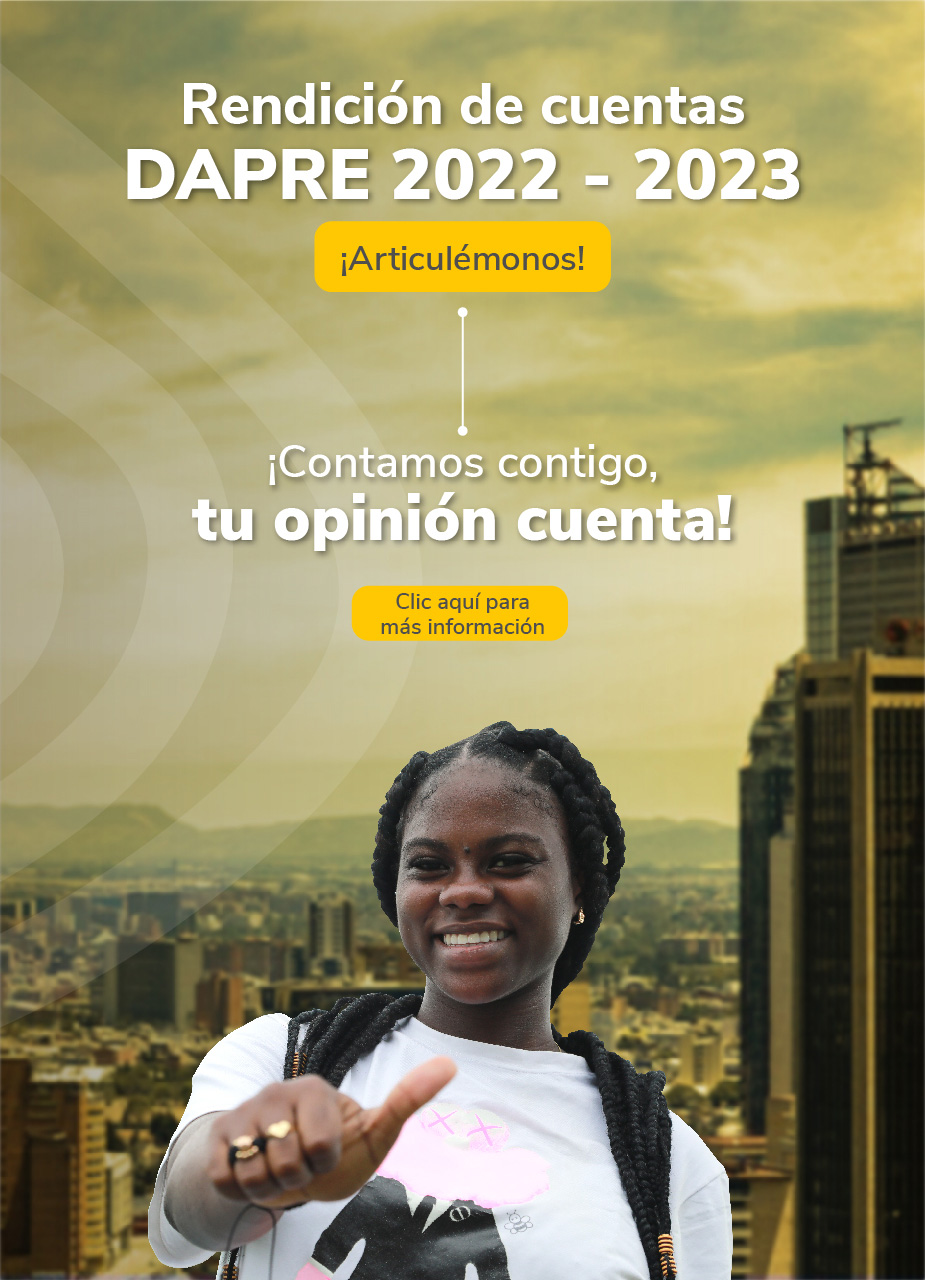 Rendición de cuentas
DAPRE 2022 - 2023
¡Articulémonos!
¡Contamos contigo,
tu opinión cuenta!
Clic aquí para
más información